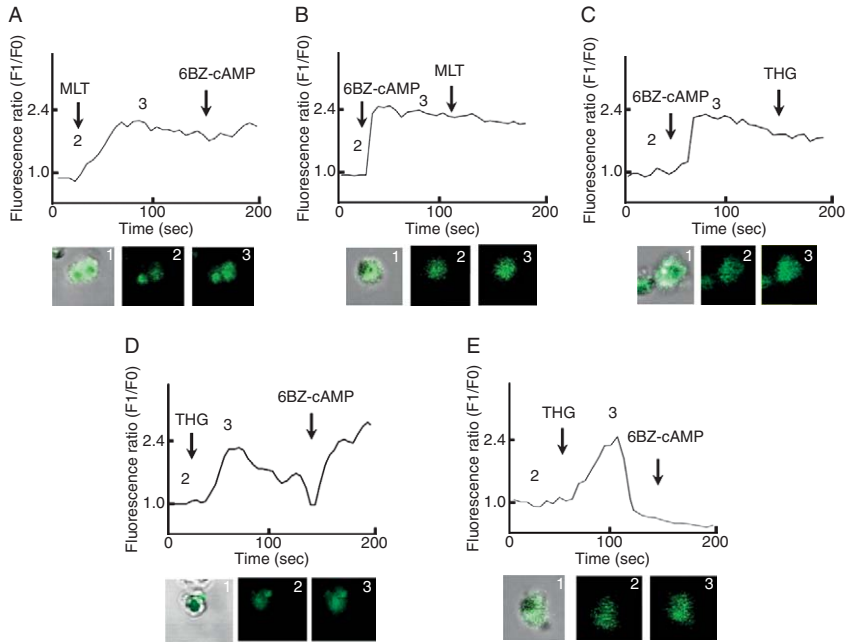 A
Fluorescence ratio (F1/F0)
MLT
6BZ-cAMP
2.4
3
2
1.0
0
100
200
Time (sec)
1
2
3
B
Fluorescence ratio (F1/F0)
6BZ-cAMP
MLT
2.4
3
2
1.0
0
100
200
Time (sec)
1
2
3
C
Fluorescence ratio (F1/F0)
6BZ-cAMP
THG
2.4
3
2
1.0
0
100
200
Time (sec)
1
2
3
D
Fluorescence ratio (F1/F0)
THG
3
6BZ-cAMP
2.4
2
1.0
0
100
200
Time (sec)
1
2
3
E
Fluorescence ratio (F1/F0)
THG
3
6BZ-cAMP
2.4
2
1.0
0
100
200
Time (sec)
1
2
3